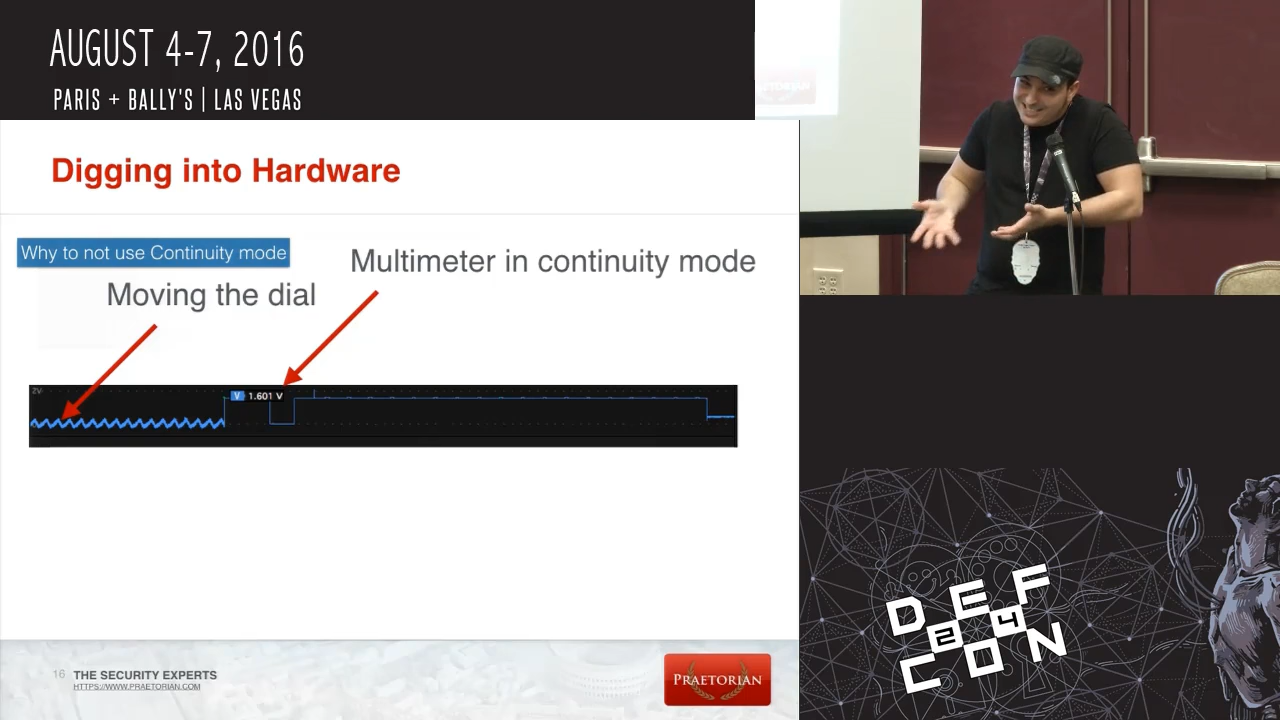 AUGUST 4-7, 2016
PARIS + BALLY'S | LAS VEGAS
Digging into Hardware
Why to not use Continuity mode
Multimeter in continuity mode
Moving the dial
2V
V 1.601 V
16 THE SECURITY EXPERTS
HTTPS://WWW.PRAETORIAN.COM
PRAETORIAN
DEF
24
CON